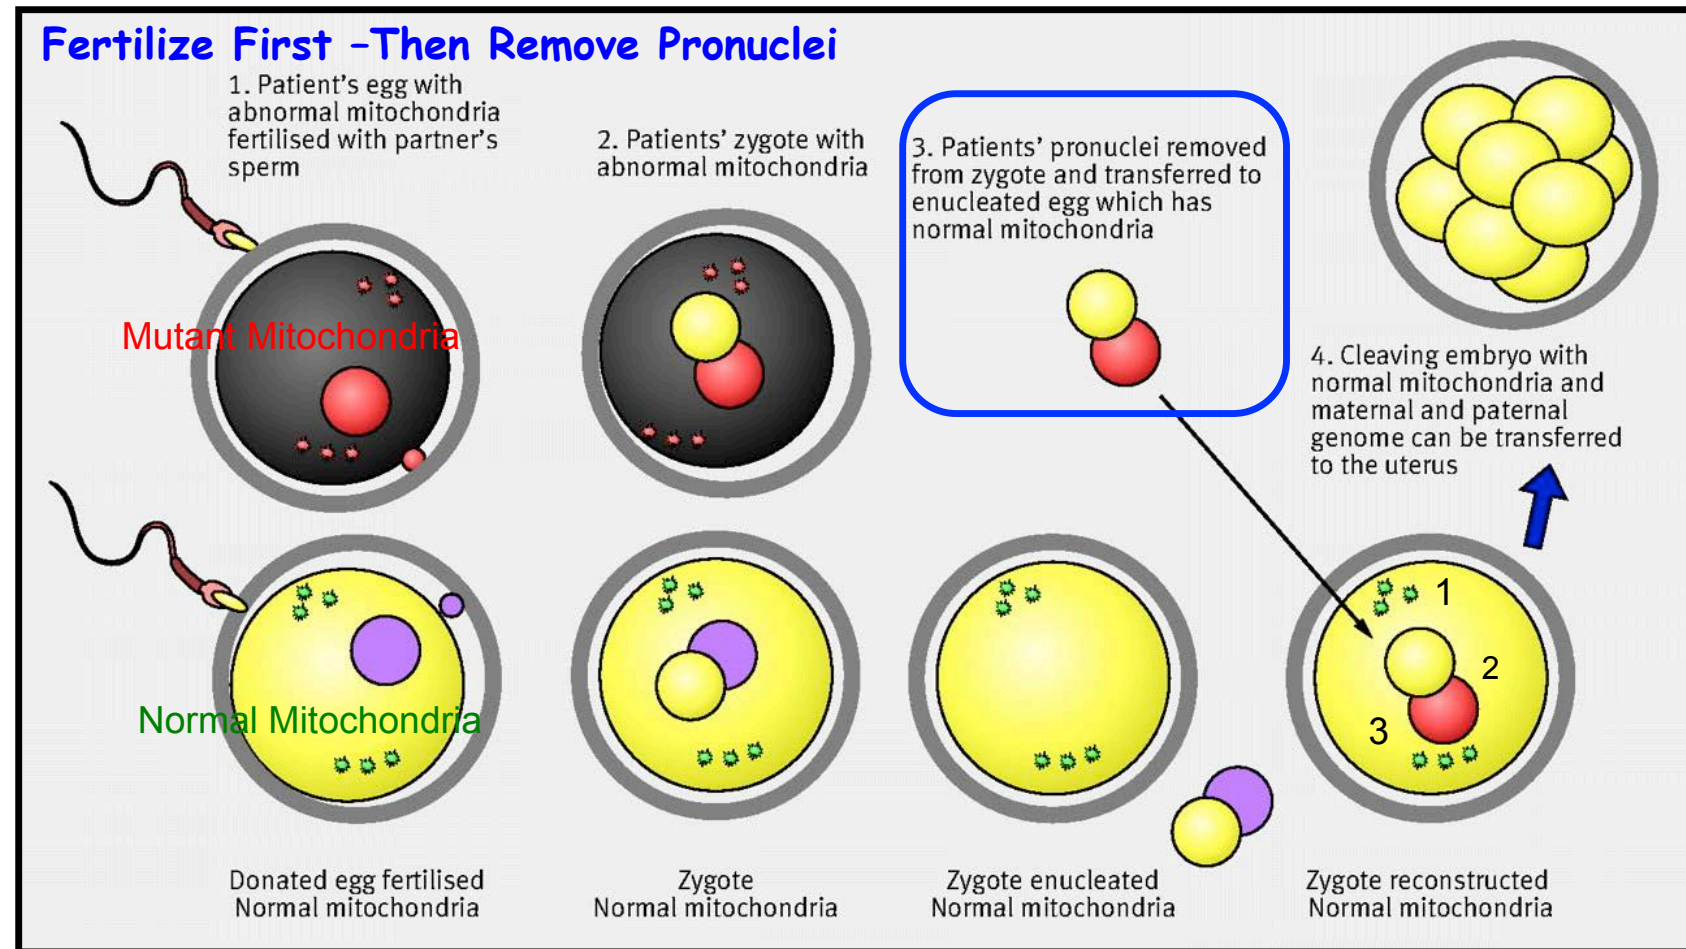 Fertilize First –Then Remove Pronuclei
1. Patient's egg with
abnormal mitochondria
fertilised with partner's
sperm
2. Patients' zygote with
abnormal mitochondria
3. Patients' pronuclei removed
from zygote and transferred to
enucleated egg which has
normal mitochondria
Mutant Mitochondria
4. Cleaving embryo with
normal mitochondria and
maternal and paternal
genome can be transferred
to the uterus
Normal Mitochondria
1
2
3
Donated egg fertilised
Normal mitochondria
Zygote
Normal mitochondria
Zygote enucleated
Normal mitochondria
Zygote reconstructed
Normal mitochondria